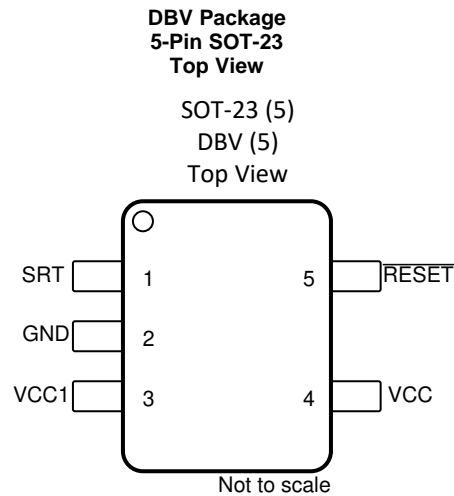 DBV Package
5-Pin SOT-23
Top View
SOT-23 (5)
DBV (5)
Top View
SRT 1 5 RESET
GND 2
VCC1 3 4 VCC
Not to scale